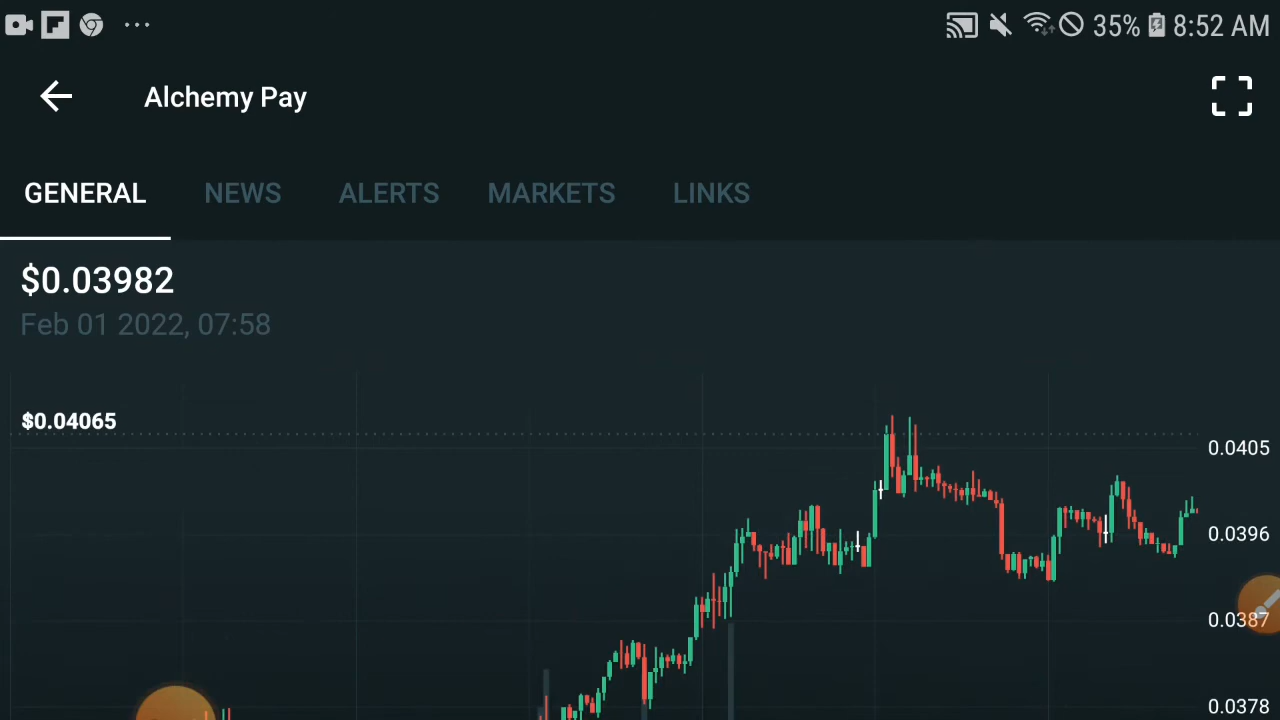 35% 8:52 AM
Alchemy Pay
GENERAL NEWS ALERTS MARKETS LINKS
$0.03982
Feb 01 2022, 07:58
$0.04065
0.0405
0.0396
0.0387
0.0378